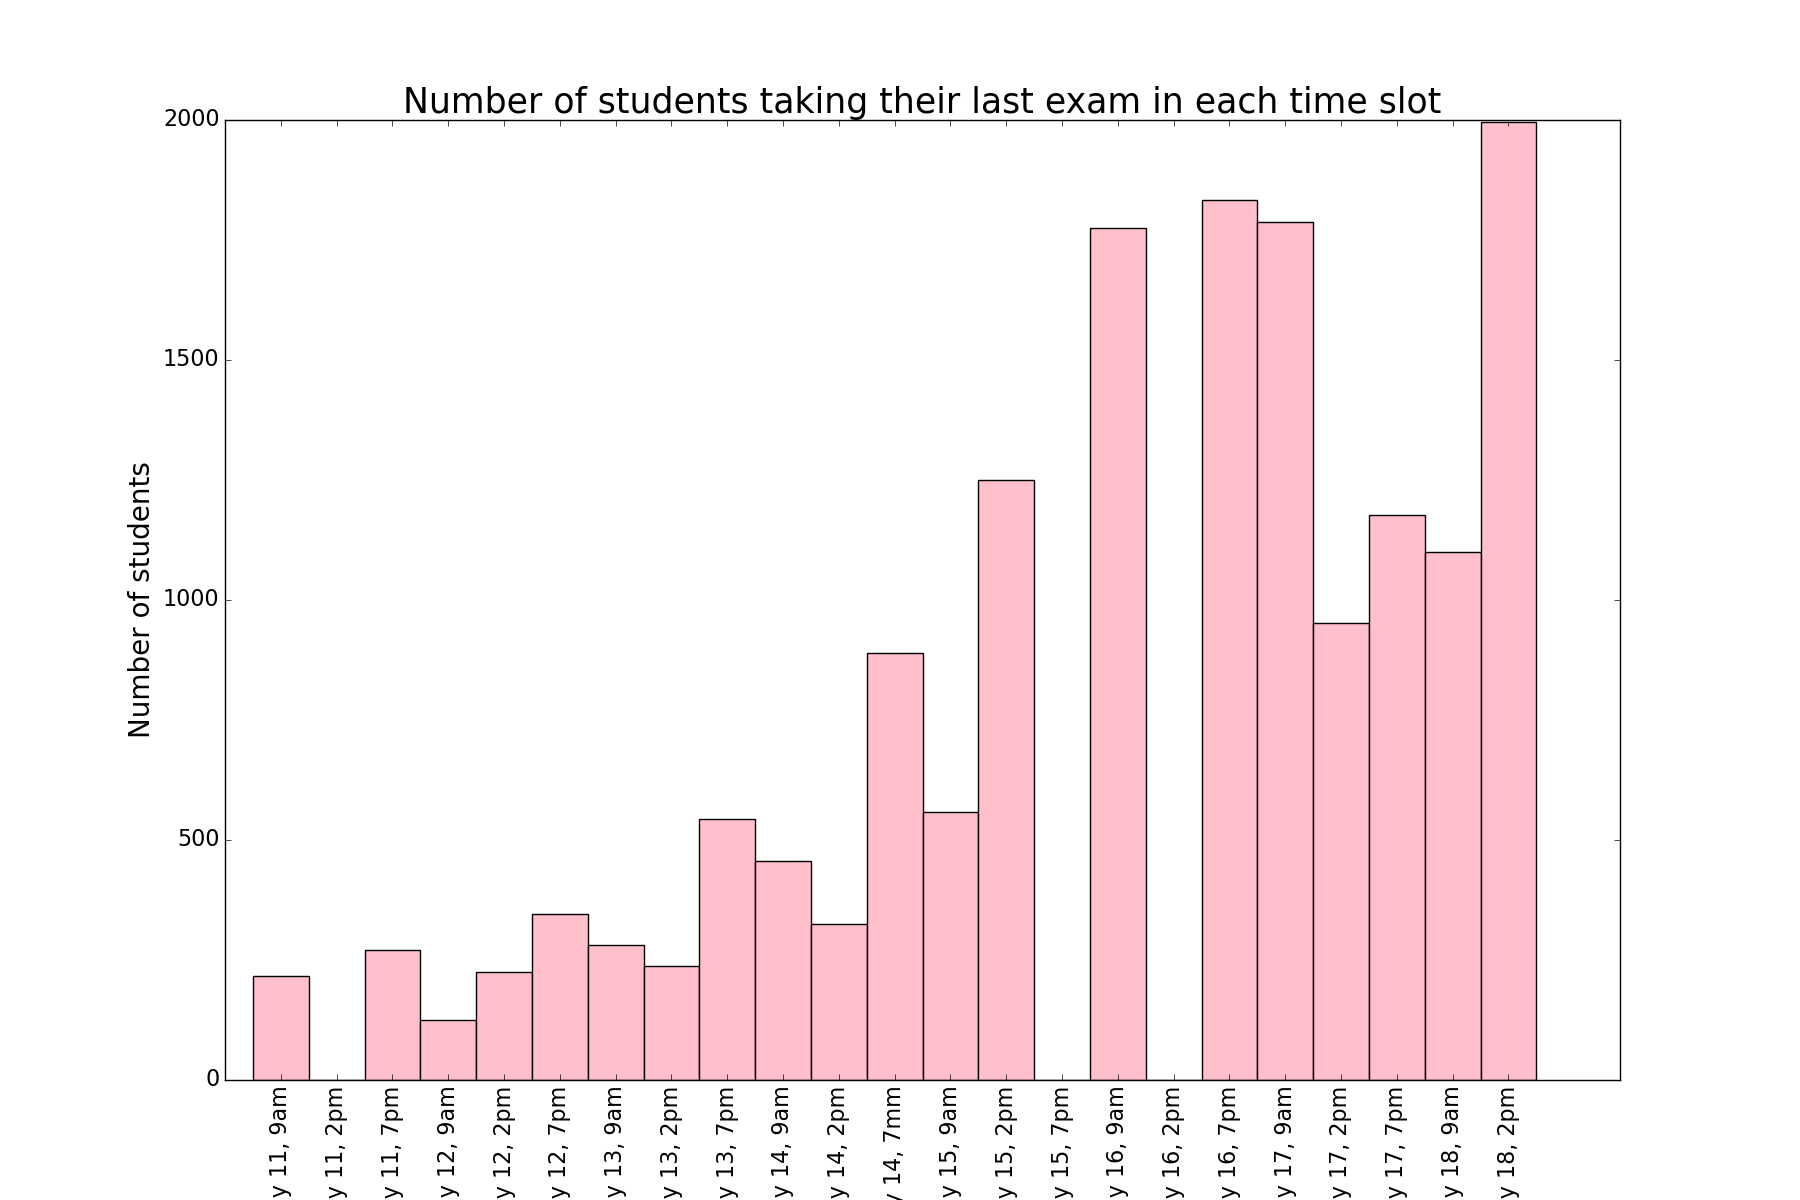 Number of students taking their last exam in each time slot
Number of students
2000
1500
1000
500
0
y 11, 9am
y 11, 2pm
y 11, 7pm
y 12, 9am
y 12, 2pm
y 12, 7pm
y 13, 9am
y 13, 2pm
y 13, 7pm
y 14, 9am
y 14, 2pm
y 14, 7mm
y 15, 9am
y 15, 2pm
y 15, 7pm
y 16, 9am
y 16, 2pm
y 16, 7pm
y 17, 9am
y 17, 2pm
y 17, 7pm
y 18, 9am
y 18, 2pm